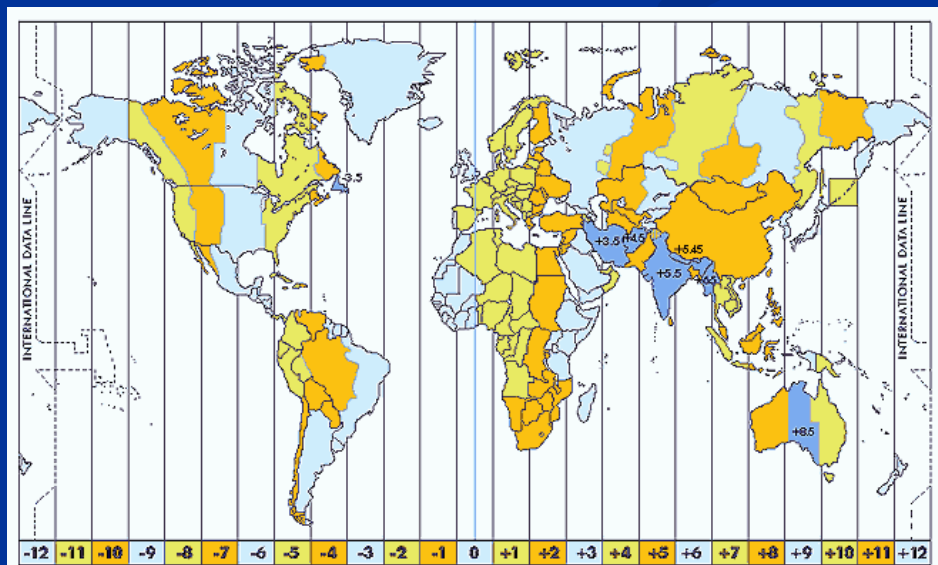 -3.5
+3.5
+4.5
+5.45
+5.5
+8.5
INTERNATIONAL DATA LINE
INTERNATIONAL DATA LINE
-12 -11 -10 -9 -8 -7 -6 -5 -4 -3 -2 -1 0 +1 +2 +3 +4 +5 +6 +7 +8 +9 +10 +11 +12